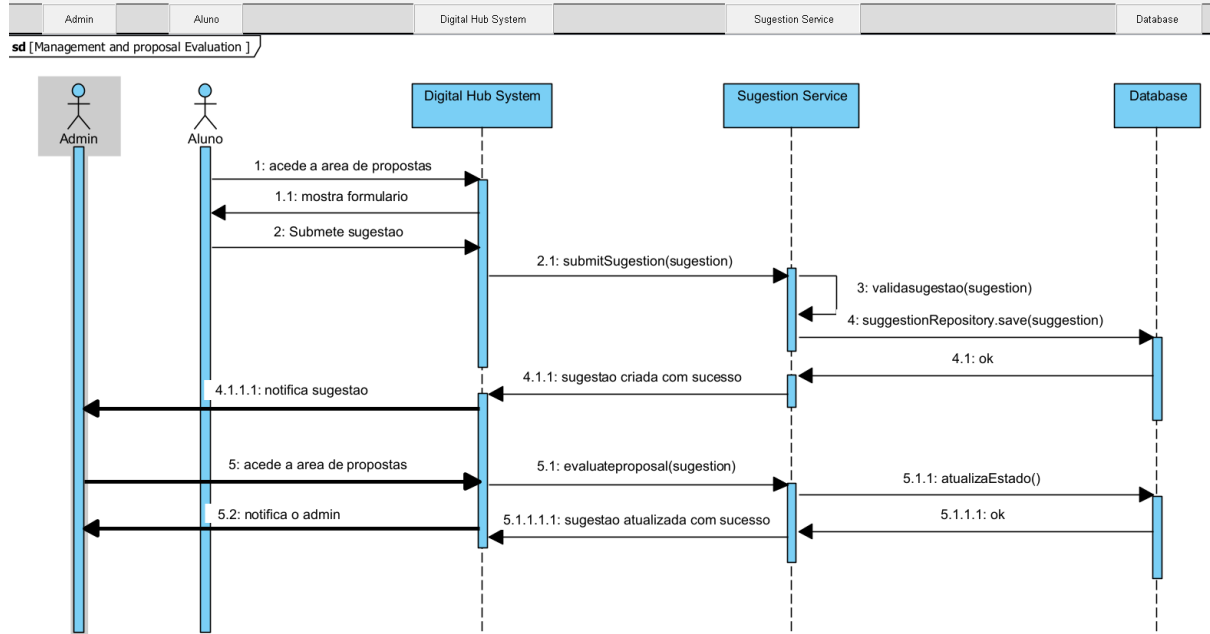 Admin
Aluno
Digital Hub System
Sugestion Service
Database
sd [Management and proposal Evaluation ]
Admin
Aluno
Digital Hub System
Sugestion Service
Database
1: acede a area de propostas
1.1: mostra formulario
2: Submete sugestao
2.1: submitSugestion(sugestion)
3: validasugestao(sugestion)
4: suggestionRepository.save(suggestion)
4.1: ok
4.1.1: sugestao criada com sucesso
4.1.1.1: notifica sugestao
5: acede a area de propostas
5.1: evaluateproposal(sugestion)
5.1.1: atualizaEstado()
5.1.1.1: ok
5.1.1.1.1: sugestao atualizada com sucesso
5.2: notifica o admin